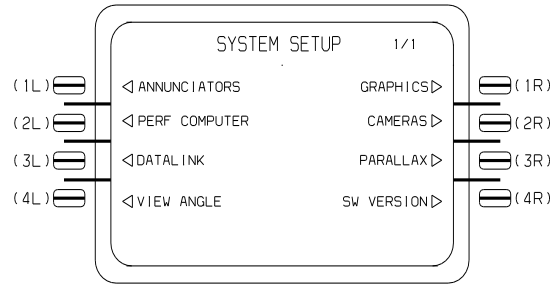 SYSTEM SETUP 1/1
(1L) ◁ ANNUNCIATORS GRAPHICS ▷ (1R)
(2L) ◁ PERF COMPUTER CAMERAS ▷ (2R)
(3L) ◁ DATALINK PARALLAX ▷ (3R)
(4L) ◁ VIEW ANGLE SW VERSION ▷ (4R)